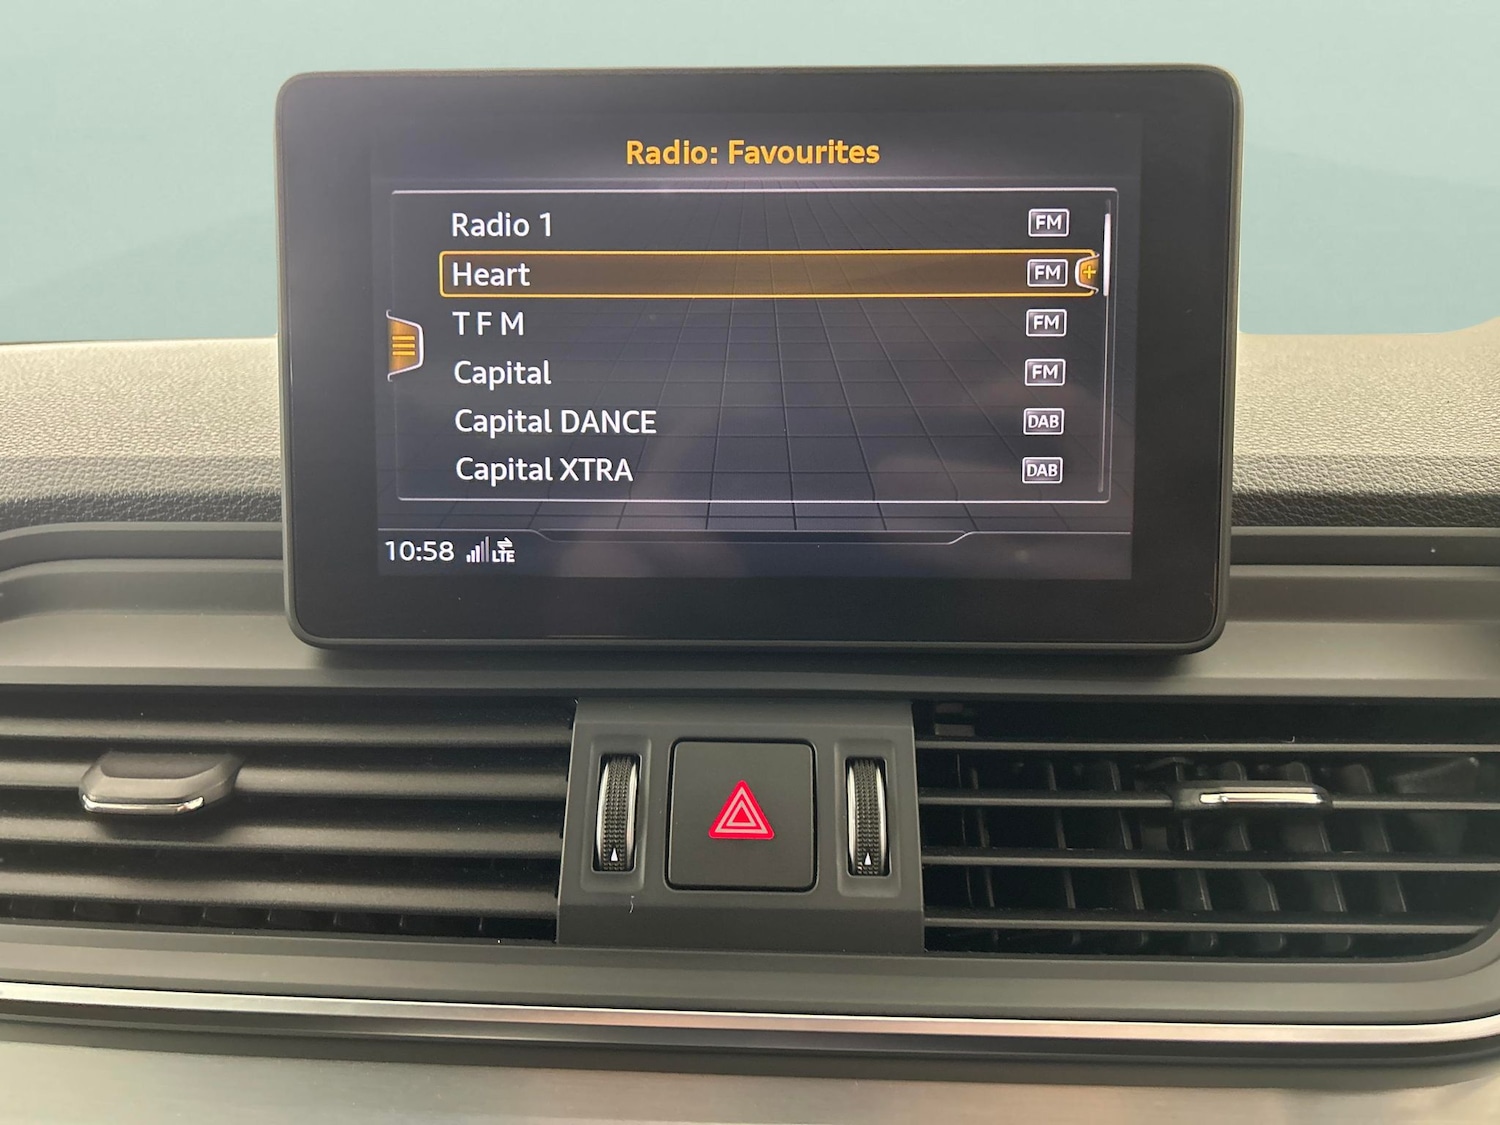 Radio: Favourites
Radio 1 FM
Heart FM +
T F M FM
Capital FM
Capital DANCE DAB
Capital XTRA DAB
10:58 LTE